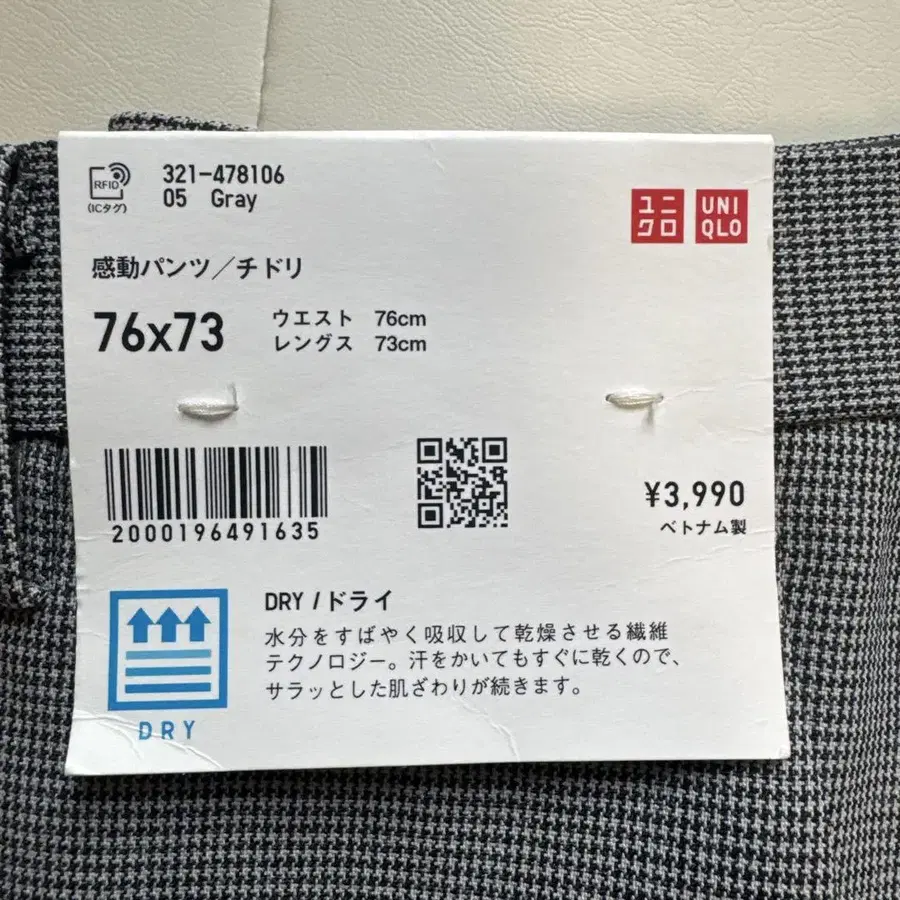 RFID
(ICタグ)
321-478106
05 Gray
ユニ
クロ
UNI
QLO
感動パンツ／チドリ
76x73
ウエスト 76cm
レングス 73cm
2000196491635
¥3,990
ベトナム製
DRY
DRY / ドライ
水分をすばやく吸収して乾燥させる繊維
テクノロジー。汗をかいてもすぐに乾くので、
サラッとした肌ざわりが続きます。